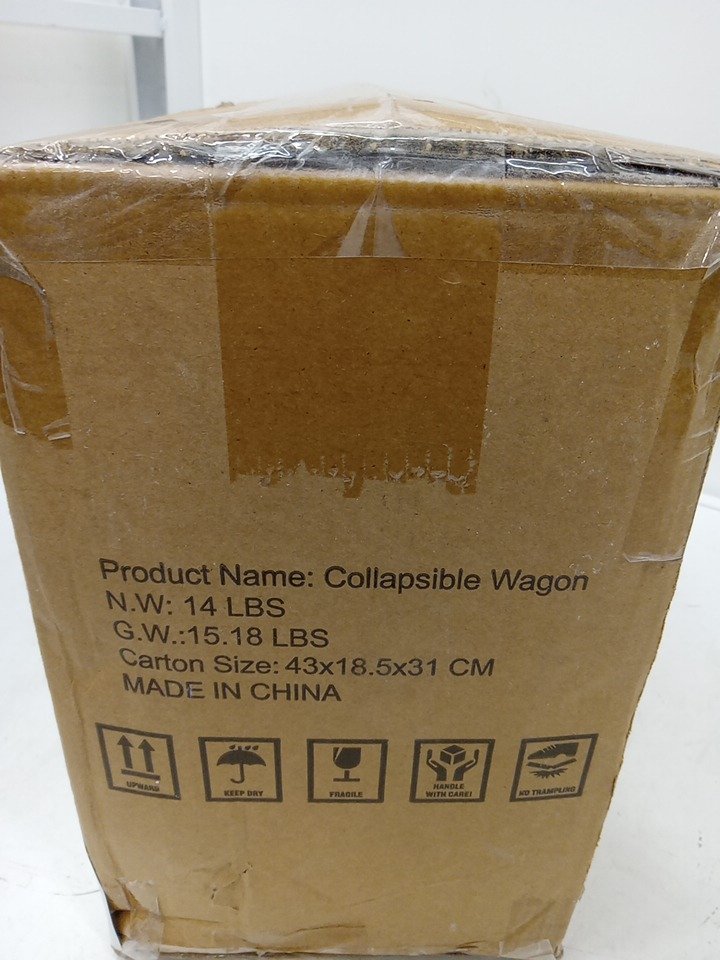 Product Name: Collapsible Wagon
N.W: 14 LBS
G.W.:15.18 LBS
Carton Size: 43x18.5x31 CM
MADE IN CHINA
UPWARD
KEEP DRY
FRAGILE
HANDLE
WITH CARE!
NO TRAMPLING